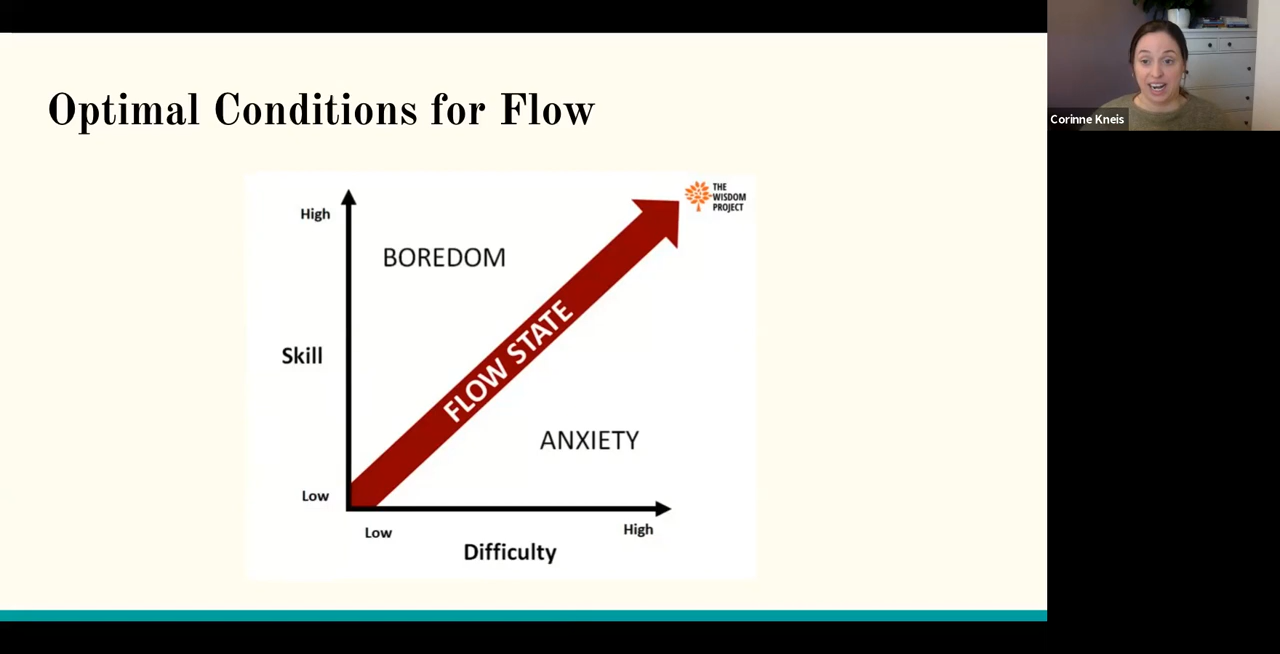 Optimal Conditions for Flow
Corinne Kneis
THE
WISDOM
PROJECT
High
BOREDOM
Skill
FLOW STATE
ANXIETY
Low
Low
High
Difficulty